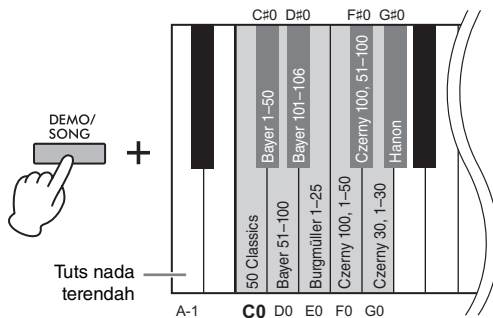 C#0 D#0 F#0 G#0
DEMO/
SONG
+
Bayer 1–50
Bayer 101–106
Czerny 100, 51–100
Hanon
50 Classics
Bayer 51–100
Burgmüller 1–25
Czerny 100, 1–50
Czerny 30, 1–30
Tuts nada
terendah
A-1 C0 D0 E0 F0 G0